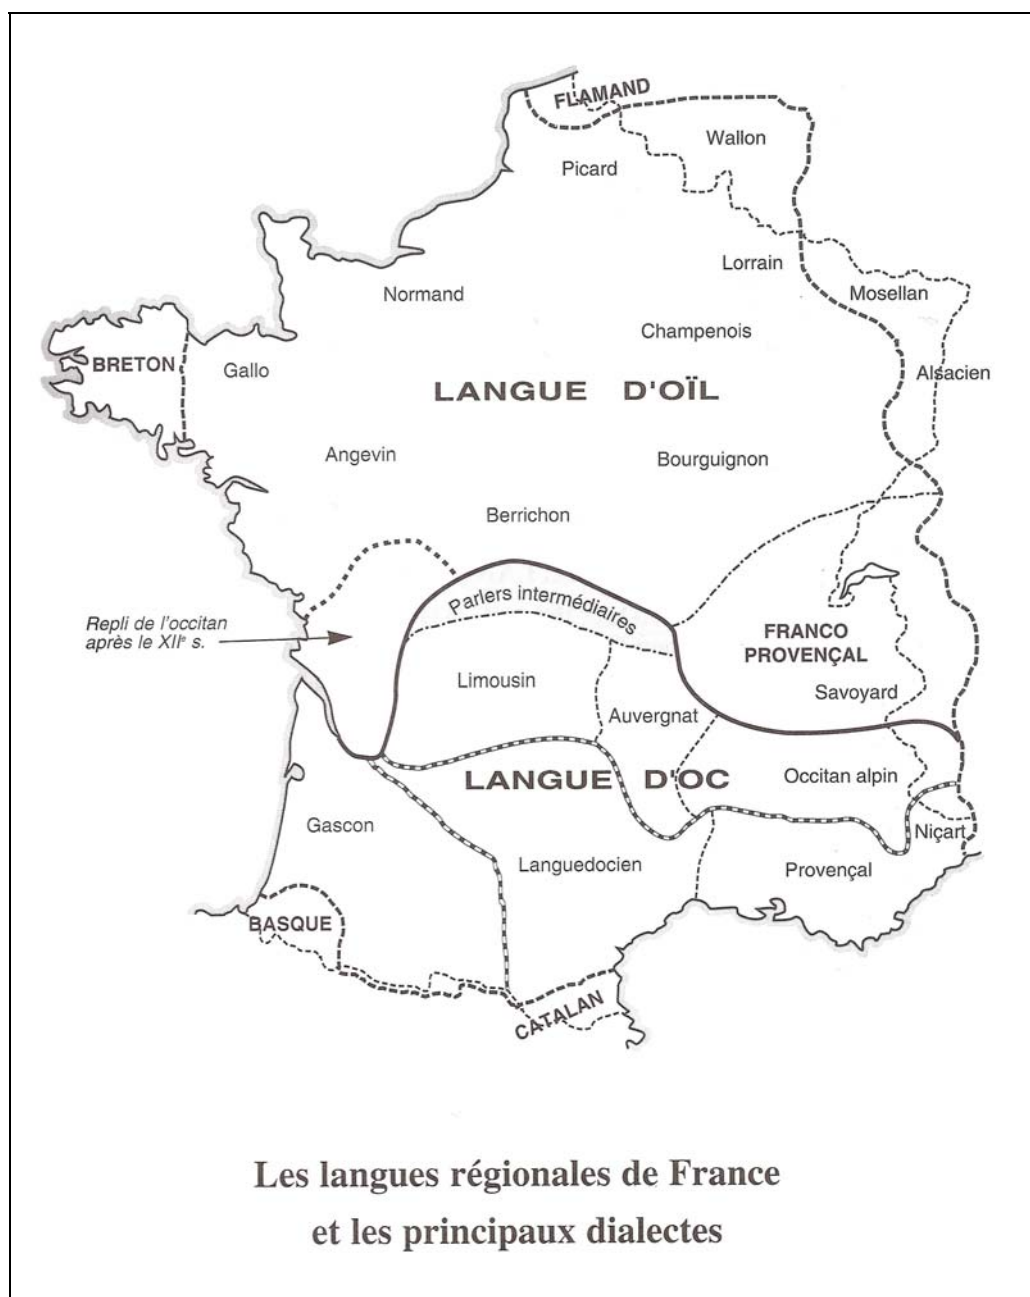 FLAMAND
Wallon
Picard
Lorrain
Mosellan
Normand
Champenois
BRETON
Gallo
Alsacien
LANGUE D'OÏL
Angevin
Bourguignon
Berrichon
Parlers intermédiaires
Repli de l'occitan
après le XIIe s.
FRANCO
PROVENÇAL
Limousin
Savoyard
Auvergnat
LANGUE D'OC
Occitan alpin
Gascon
Niçart
Languedocien
Provençal
BASQUE
CATALAN
Les langues régionales de France
et les principaux dialectes